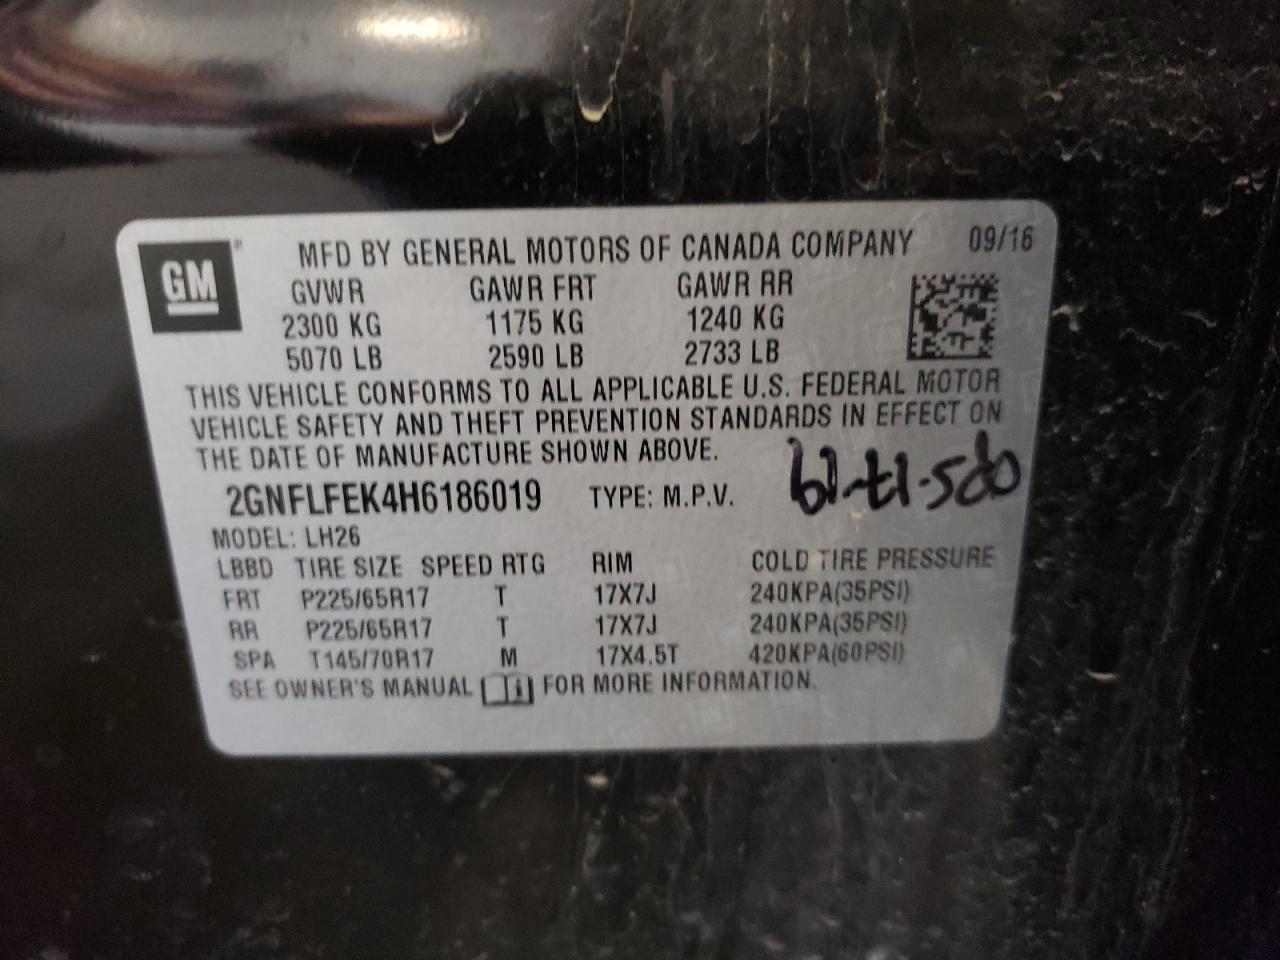 GM
MFD BY GENERAL MOTORS OF CANADA COMPANY 09/16
GVWR GAWR FRT GAWR RR
2300 KG 1175 KG 1240 KG
5070 LB 2590 LB 2733 LB
THIS VEHICLE CONFORMS TO ALL APPLICABLE U.S. FEDERAL MOTOR
VEHICLE SAFETY AND THEFT PREVENTION STANDARDS IN EFFECT ON
THE DATE OF MANUFACTURE SHOWN ABOVE.
2GNFLFEK4H6186019 TYPE: M.P.V.
MODEL: LH26
LBBD TIRE SIZE SPEED RTG RIM COLD TIRE PRESSURE
FRT P225/65R17 T 17X7J 240KPA(35PSI)
RR P225/65R17 T 17X7J 240KPA(35PSI)
SPA T145/70R17 M 17X4.5T 420KPA(60PSI)
SEE OWNER'S MANUAL FOR MORE INFORMATION.